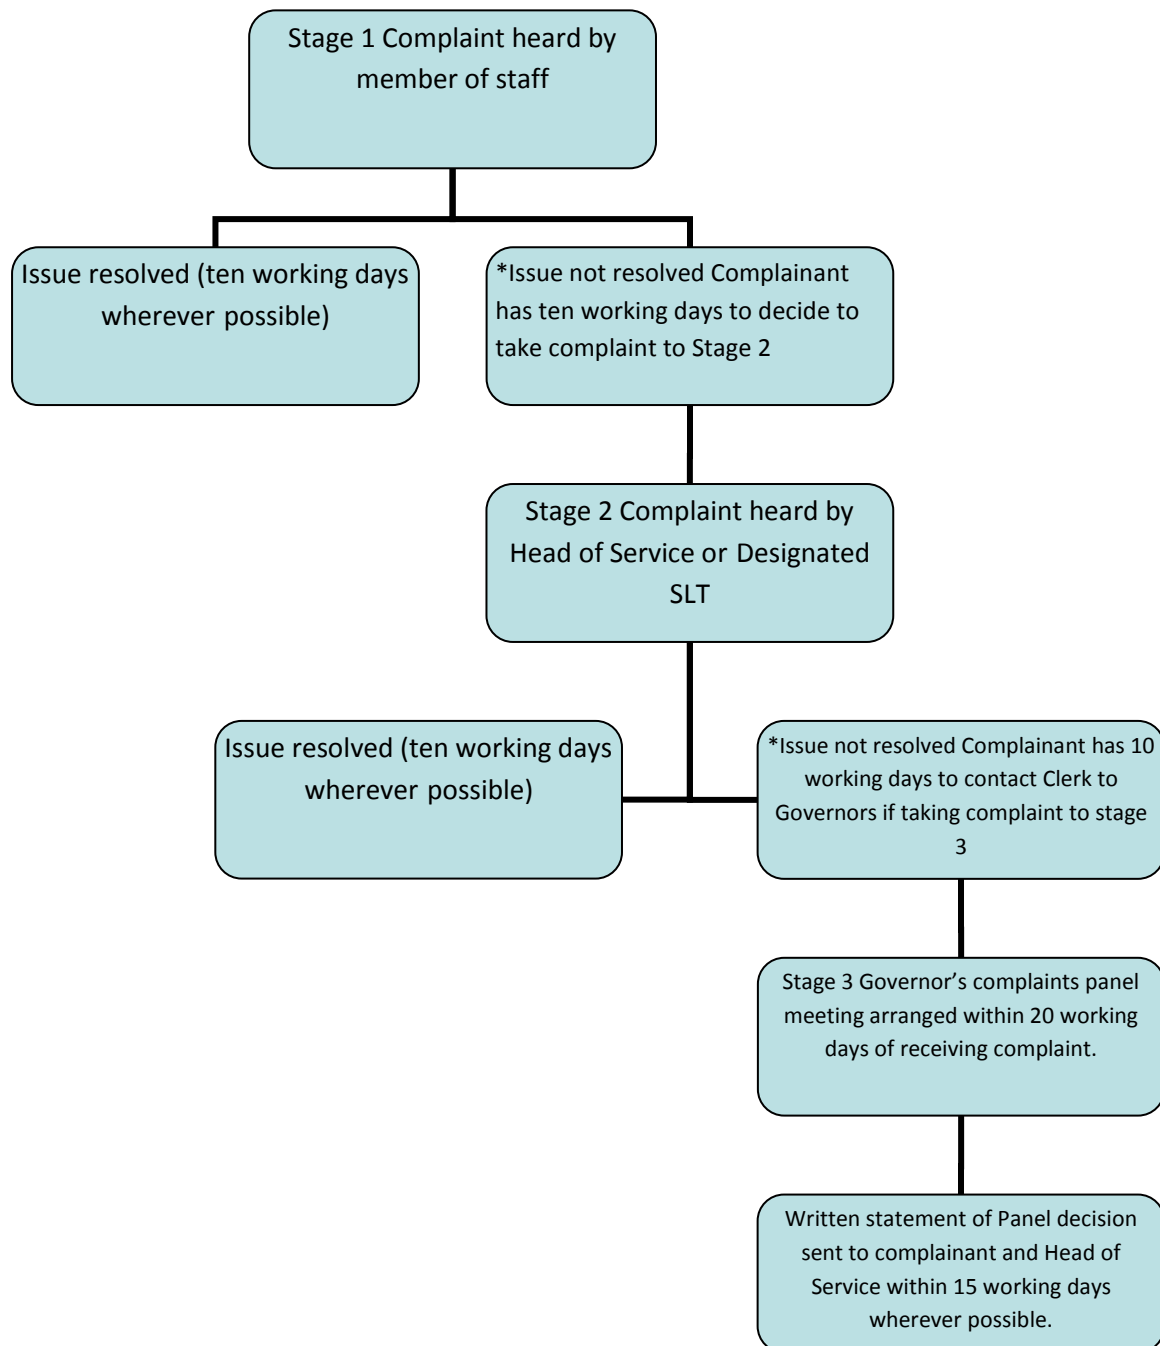 Stage 1 Complaint heard by
member of staff
Issue resolved (ten working days
wherever possible)
*Issue not resolved Complainant
has ten working days to decide to
take complaint to Stage 2
Stage 2 Complaint heard by
Head of Service or Designated
SLT
Issue resolved (ten working days
wherever possible)
*Issue not resolved Complainant has 10
working days to contact Clerk to
Governors if taking complaint to stage
3
Stage 3 Governor’s complaints panel
meeting arranged within 20 working
days of receiving complaint.
Written statement of Panel decision
sent to complainant and Head of
Service within 15 working days
wherever possible.